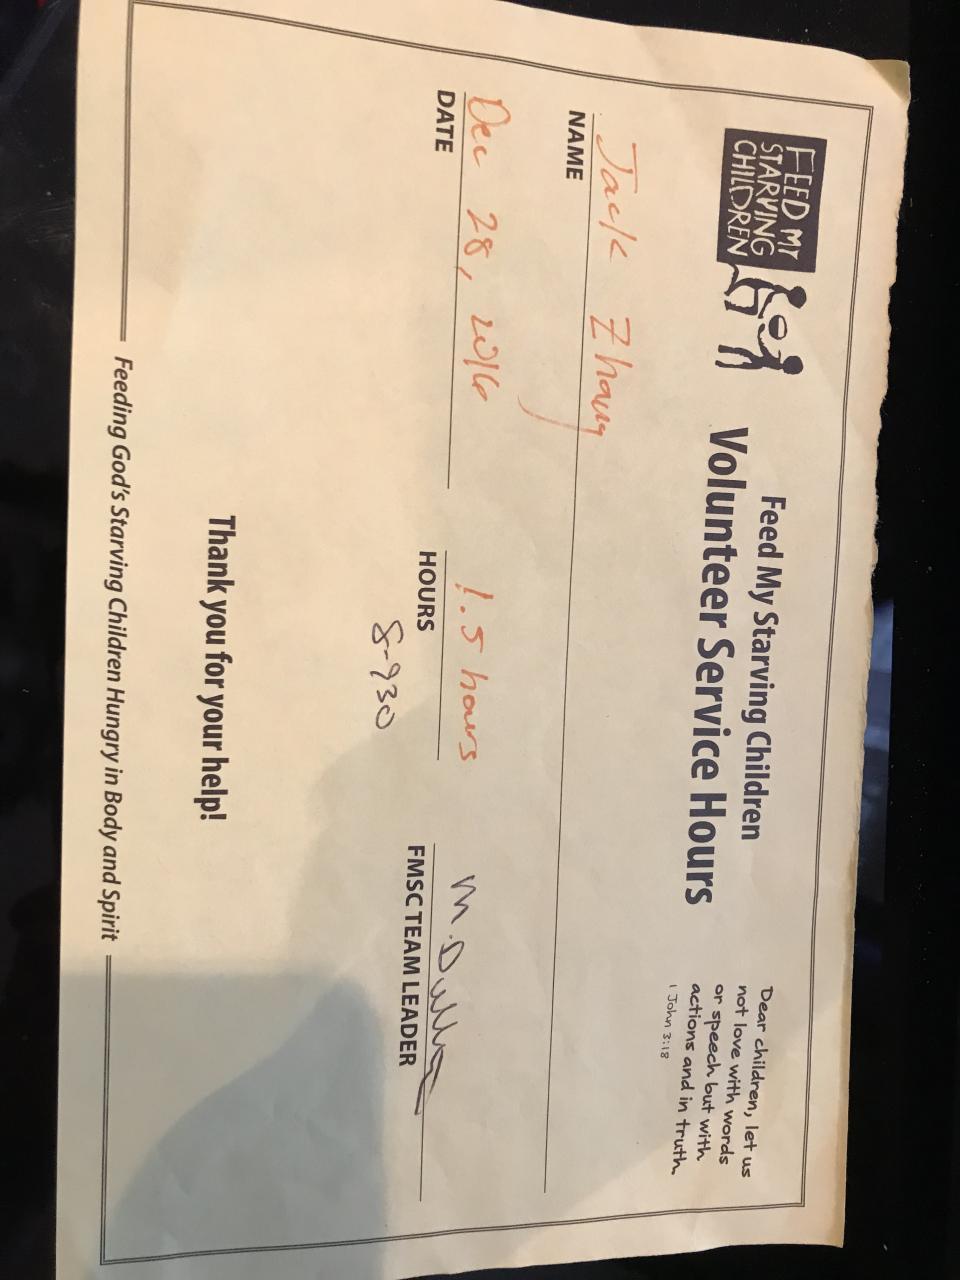 FEED MY
STARVING
CHILDREN
Feed My Starving Children
Volunteer Service Hours
Dear children, let us
not love with words
or speech but with
actions and in truth.
1 John 3:18
Jack Zhang
NAME
Dec 28, 2016
DATE
1.5 hours
HOURS
8-930
M.
FMSC TEAM LEADER
Thank you for your help!
Feeding God's Starving Children Hungry in Body and Spirit